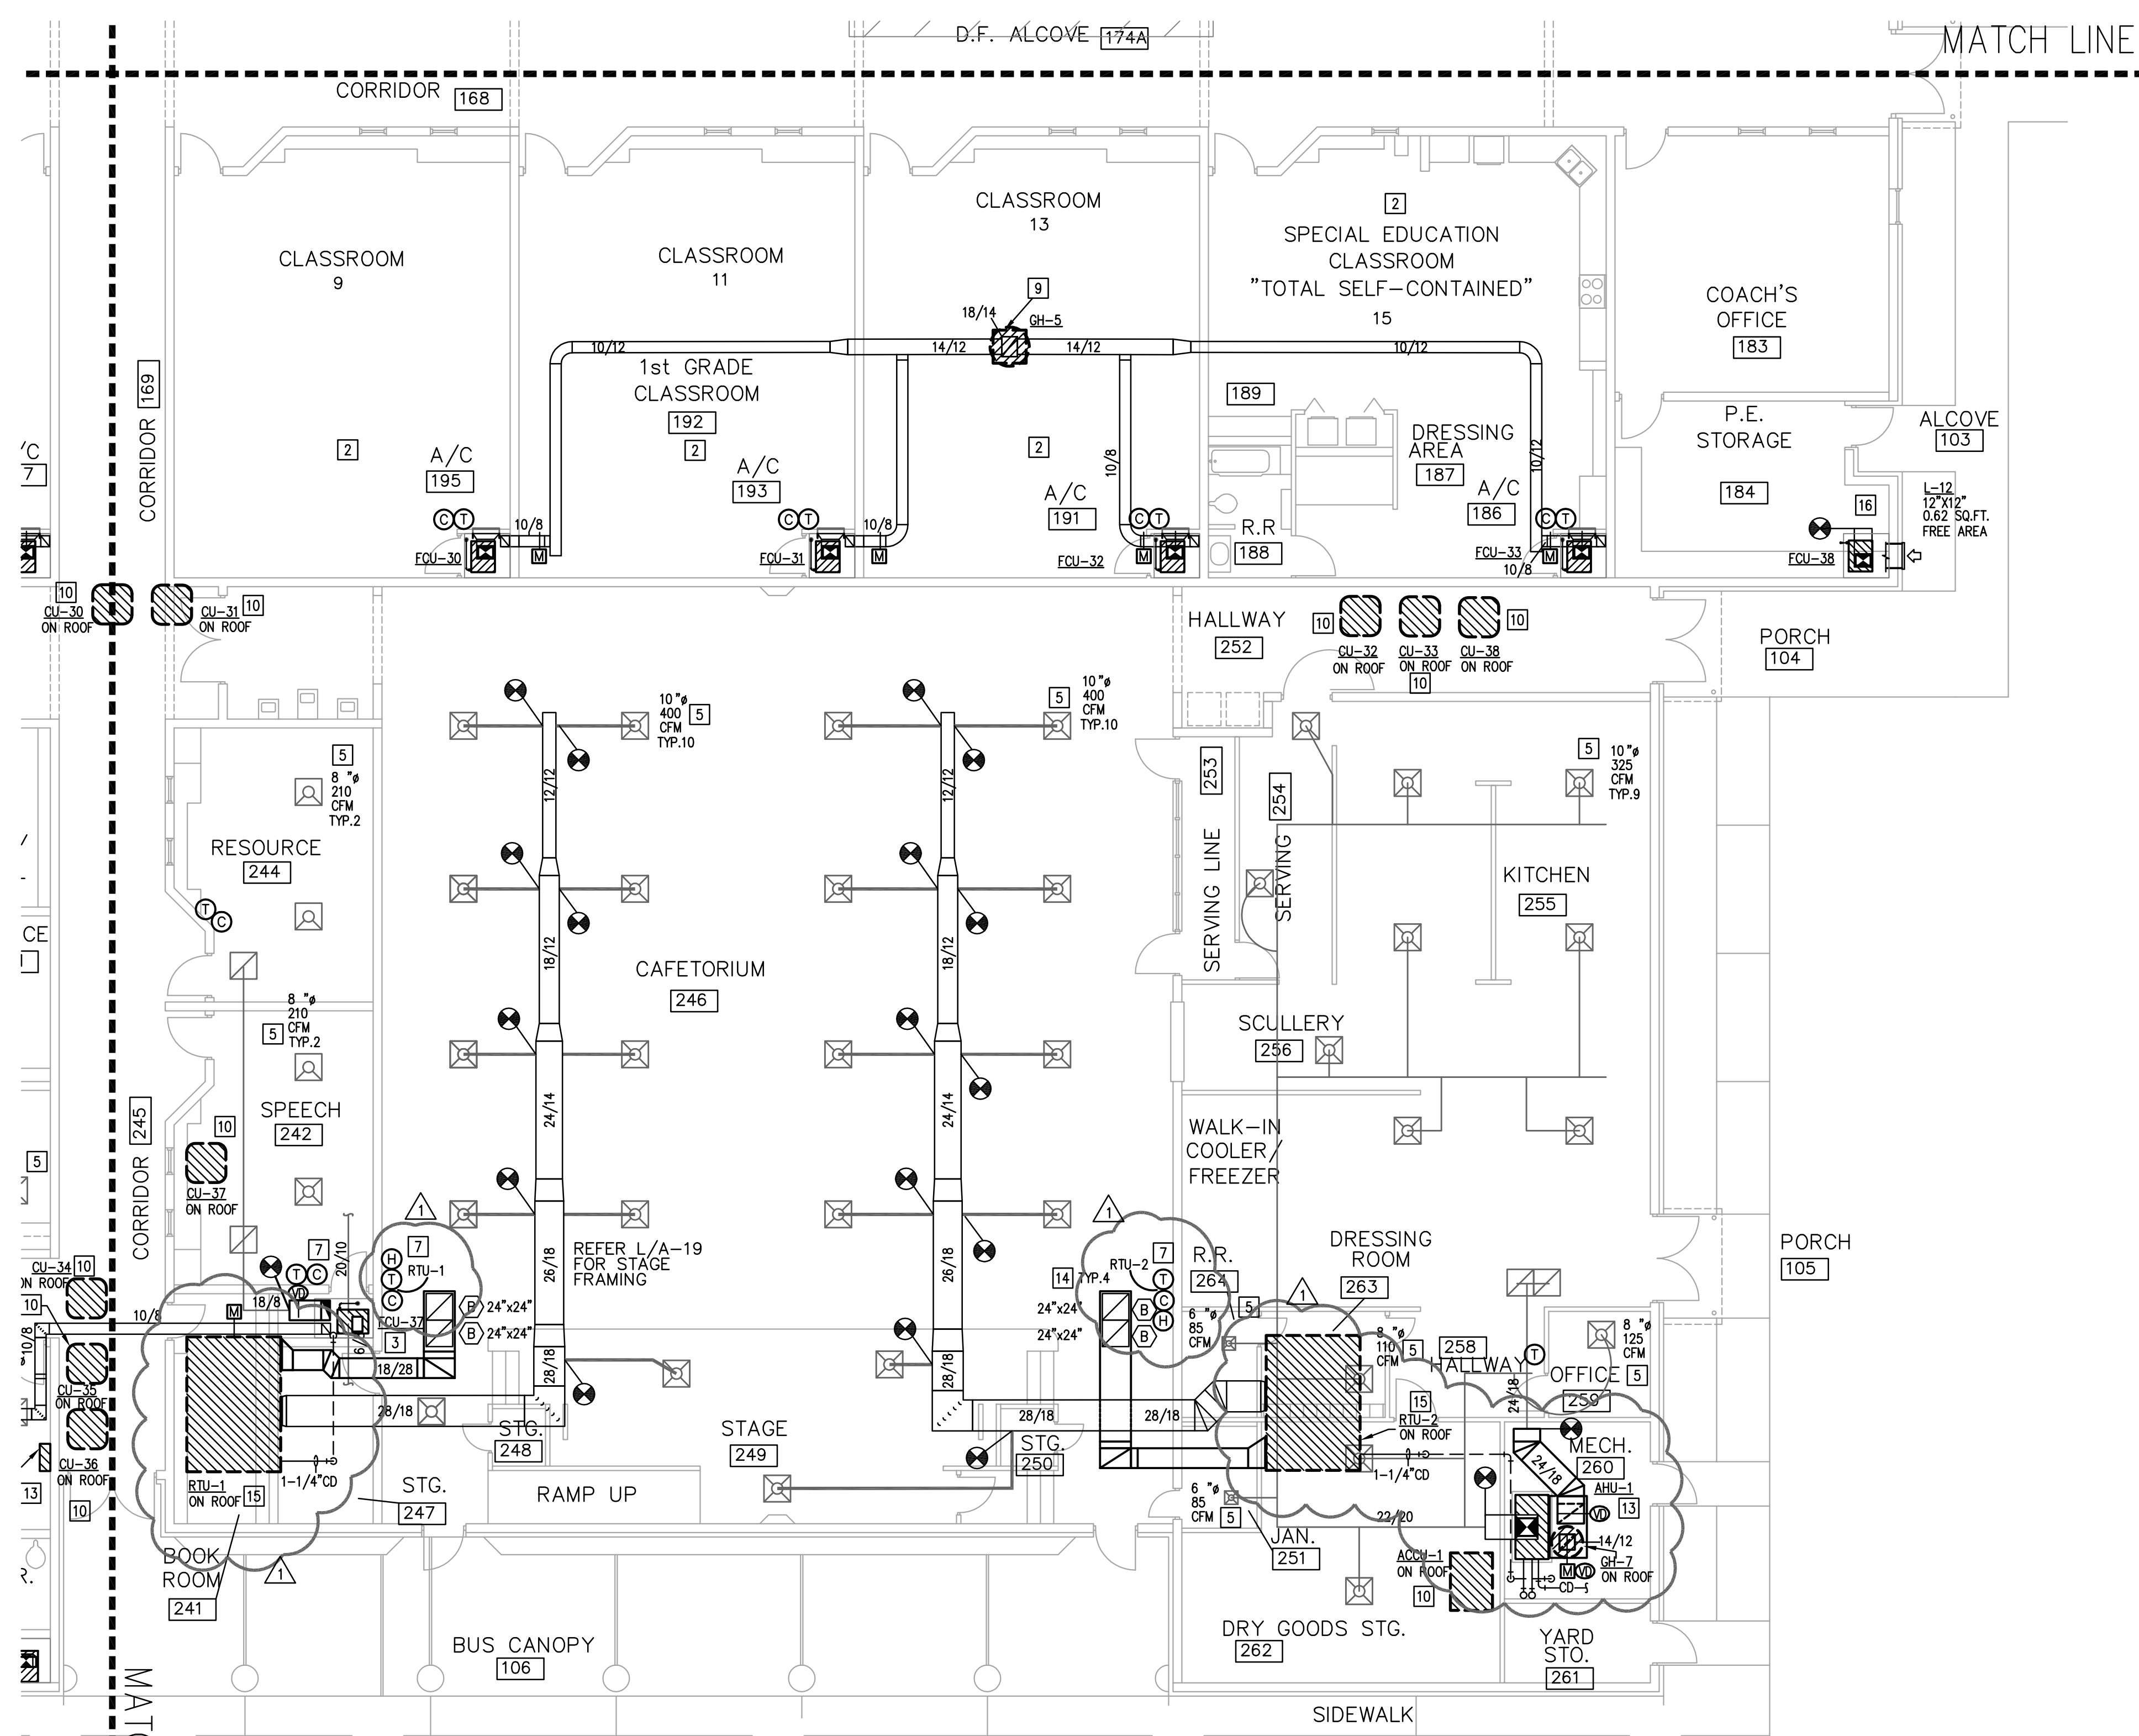 D.F. ALCOVE 174A
MATCH LINE
CORRIDOR 168
CLASSROOM
9
CLASSROOM
11
CLASSROOM
13
2
SPECIAL EDUCATION
CLASSROOM
"TOTAL SELF-CONTAINED"
15
COACH'S
OFFICE
183
9
18/14
GH-5
10/12
14/12
14/12
10/12
1st GRADE
CLASSROOM
192
2
CORRIDOR 169
2
2
189
DRESSING
AREA
187
10/8
10/12
P.E.
STORAGE
184
ALCOVE
103
16
L-12
12"X12"
0.62 SQ.FT.
FREE AREA
/C
7
A/C
195
A/C
193
A/C
191
A/C
186
R.R
188
C T
C T
C T
C T
10/8
10/8
10/8
M
M
M
M
FCU-30
FCU-31
FCU-32
FCU-33
FCU-38
10
CU-30
ON ROOF
CU-31
ON ROOF
10
HALLWAY
252
10
CU-32
ON ROOF
CU-33
ON ROOF
CU-38
ON ROOF
10
10
PORCH
104
10"ø
400
CFM
TYP.10
5
5
10"ø
400
CFM
TYP.10
5
8 "ø
210
CFM
TYP.2
5
10"ø
325
CFM
TYP.9
12/12
12/12
253
254
RESOURCE
244
SERVING LINE
SERVING
KITCHEN
255
T
C
CE
18/12
18/12
CAFETORIUM
246
8 "ø
210
CFM
TYP.2
5
SCULLERY
256
24/14
24/14
SPEECH
242
CORRIDOR 245
10
5
WALK-IN
COOLER/
FREEZER
CU-37
ON ROOF
1
1
7
20/10
H
T
C
7
RTU-1
26/18
26/18
REFER L/A-19
FOR STAGE
FRAMING
RTU-2
7
T
C
H
14 TYP.4
R.R.
264
DRESSING
ROOM
263
PORCH
105
CU-34
ON ROOF
10
10
T C
VD
18/8
M
10/8
10/8
FCU-37
3
6/
B 24"x24"
B 24"x24"
24"x24" B
24"x24" B
6 "ø
85
CFM
5
1
8 "ø
110
CFM
5
258
HALLWAY
T
8 "ø
125
CFM
5
OFFICE
259
CU-35
ON ROOF
18/28
28/18
28/18
28/18
28/18
28/18
24/18
15
RTU-2
ON ROOF
STG.
248
STAGE
249
STG.
250
MECH.
260
24/18
CU-36
ON ROOF
13
10
RTU-1
ON ROOF
15
1-1/4"CD
1-1/4"CD
STG.
247
RAMP UP
6 "ø
85
CFM
5
22/20
AHU-1
13
VD
14/12
GH-7
ON ROOF
M VD
CD
JAN.
251
ACCU-1
ON ROOF
10
BOOK
ROOM
241
1
R.
BUS CANOPY
106
DRY GOODS STG.
262
YARD
STO.
261
SIDEWALK